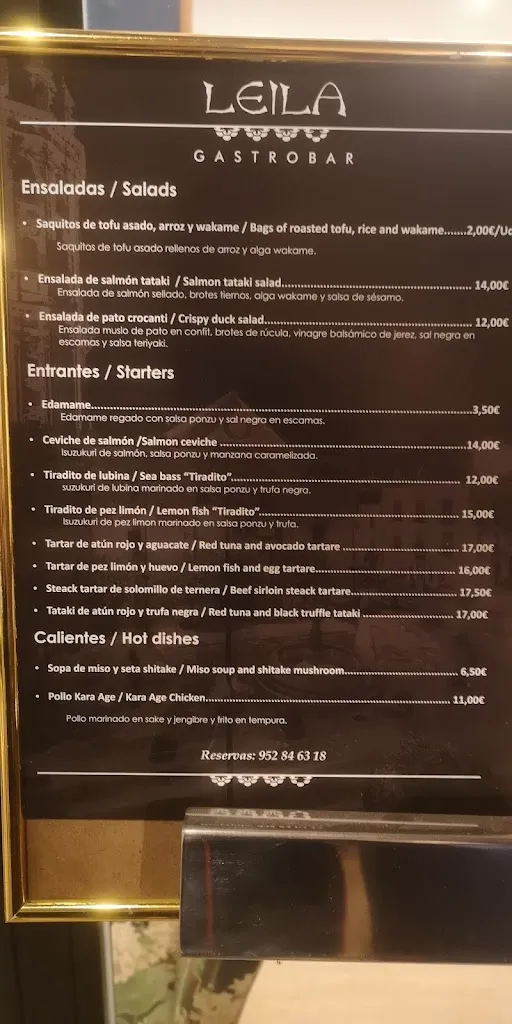 LEILA
GASTROBAR
Ensaladas / Salads
• Saquitos de tofu asado, arroz y wakame / Bags of roasted tofu, rice and wakame.......2,00€/Ud
Saquitos de tofu asado rellenos de arroz y alga wakame.
• Ensalada de salmón tataki / Salmon tataki salad.................................................... 14,00€
Ensalada de salmón sellado, brotes tiernos, alga wakame y salsa de sésamo.
• Ensalada de pato crocanti / Crispy duck salad......................................................... 12,00€
Ensalada muslo de pato en confit, brotes de rúcula, vinagre balsámico de jerez, sal negra en
escamas y salsa teriyaki.
Entrantes / Starters
• Edamame..........................................................................................................3,50€
Edamame regado con salsa ponzu y sal negra en escamas.
• Ceviche de salmón /Salmon ceviche .................................................................14,00€
Isuzukuri de salmón, salsa ponzu y manzana caramelizada.
• Tiradito de lubina / Sea bass “Tiradito”............................................................... 12,00€
suzukuri de lubina marinado en salsa ponzu y trufa negra.
• Tiradito de pez limón / Lemon fish “Tiradito”...................................................... 15,00€
Isuzukuri de pez limon marinado en salsa ponzu y trufa.
• Tartar de atún rojo y aguacate / Red tuna and avocado tartare ............................... 17,00€
• Tartar de pez limón y huevo / Lemon fish and egg tartare...................................... 16,00€
• Steack tartar de solomillo de ternera / Beef sirloin steack tartare............................17,50€
• Tataki de atún rojo y trufa negra / Red tuna and black truffle tataki ........................ 17,00€
Calientes / Hot dishes
• Sopa de miso y seta shitake / Miso soup and shitake mushroom.............................. 6,50€
• Pollo Kara Age / Kara Age Chicken................................................................. 11,00€
Pollo marinado en sake y jengibre y frito en tempura.
Reservas: 952 84 63 18